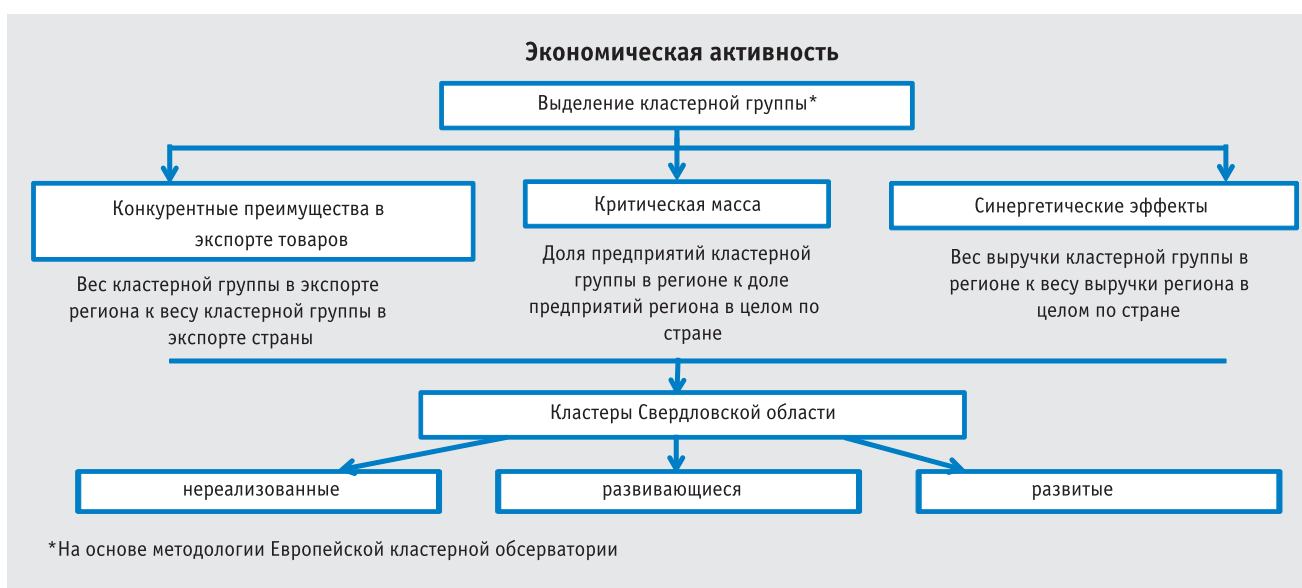 Экономическая активность
Выделение кластерной группы*
Конкурентные преимущества в
экспорте товаров
Вес кластерной группы в экспорте
региона к весу кластерной группы в
экспорте страны
Критическая масса
Доля предприятий кластерной
группы в регионе к доле
предприятий региона в целом по
стране
Синергетические эффекты
Вес выручки кластерной группы в
регионе к весу выручки региона в
целом по стране
Кластеры Свердловской области
нереализованные
развивающиеся
развитые
*На основе методологии Европейской кластерной обсерватории